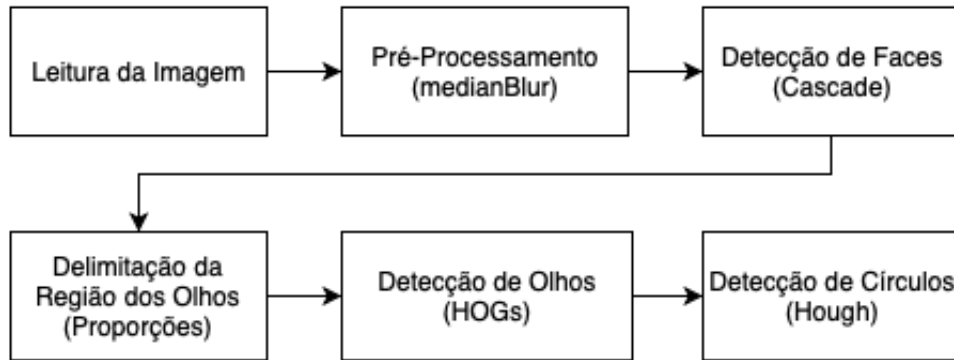 Leitura da Imagem
Pré-Processamento
(medianBlur)
Detecção de Faces
(Cascade)
Delimitação da
Região dos Olhos
(Proporções)
Detecção de Olhos
(HOGs)
Detecção de Círculos
(Hough)